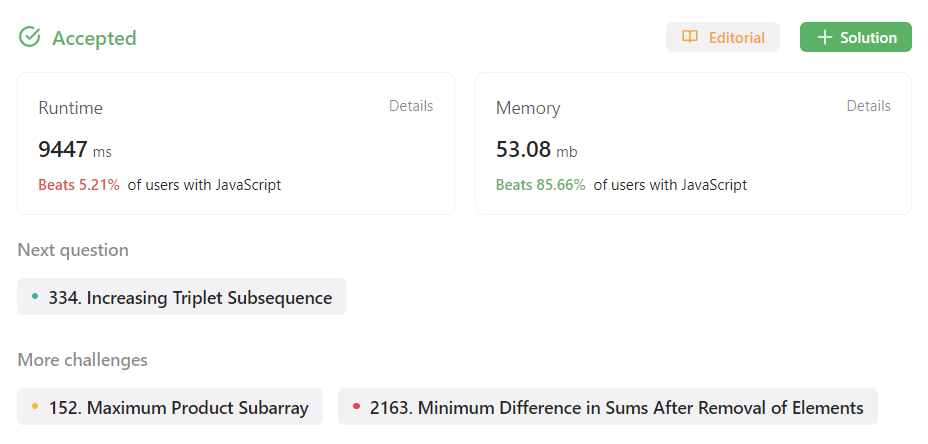 Accepted
Editorial
Solution
Runtime
Details
9447 ms
Beats 5.21% of users with JavaScript
Memory
Details
53.08 mb
Beats 85.66% of users with JavaScript
Next question
334. Increasing Triplet Subsequence
More challenges
152. Maximum Product Subarray
2163. Minimum Difference in Sums After Removal of Elements